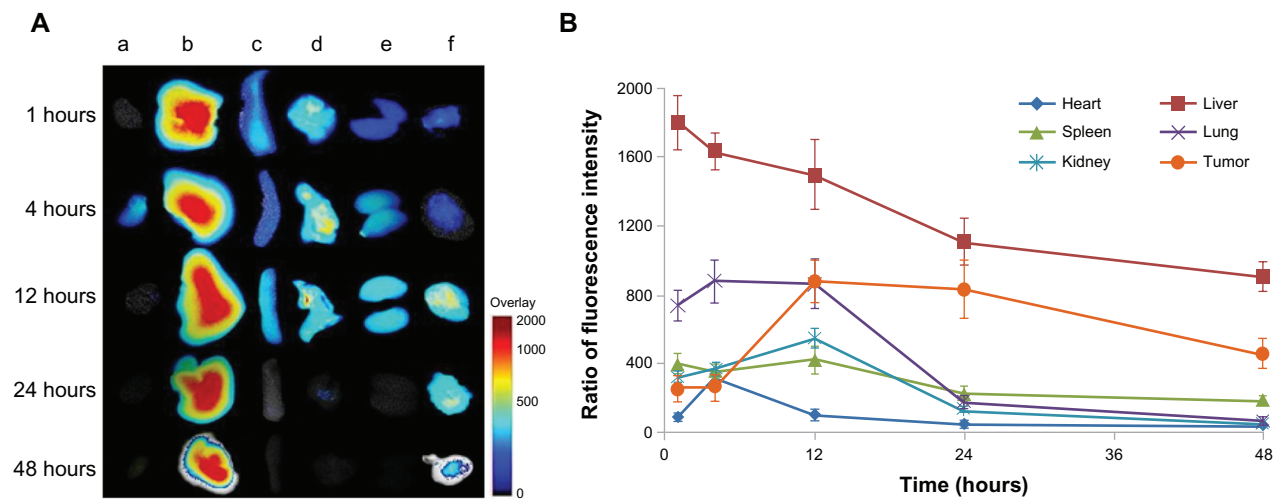 A
a b c d e f
1 hours
4 hours
12 hours
24 hours
48 hours
Overlay
2000
1000
500
0
B
Ratio of fluorescence intensity
2000
1600
1200
800
400
0
0 12 24 36 48
Time (hours)
Heart Liver
Spleen Lung
Kidney Tumor